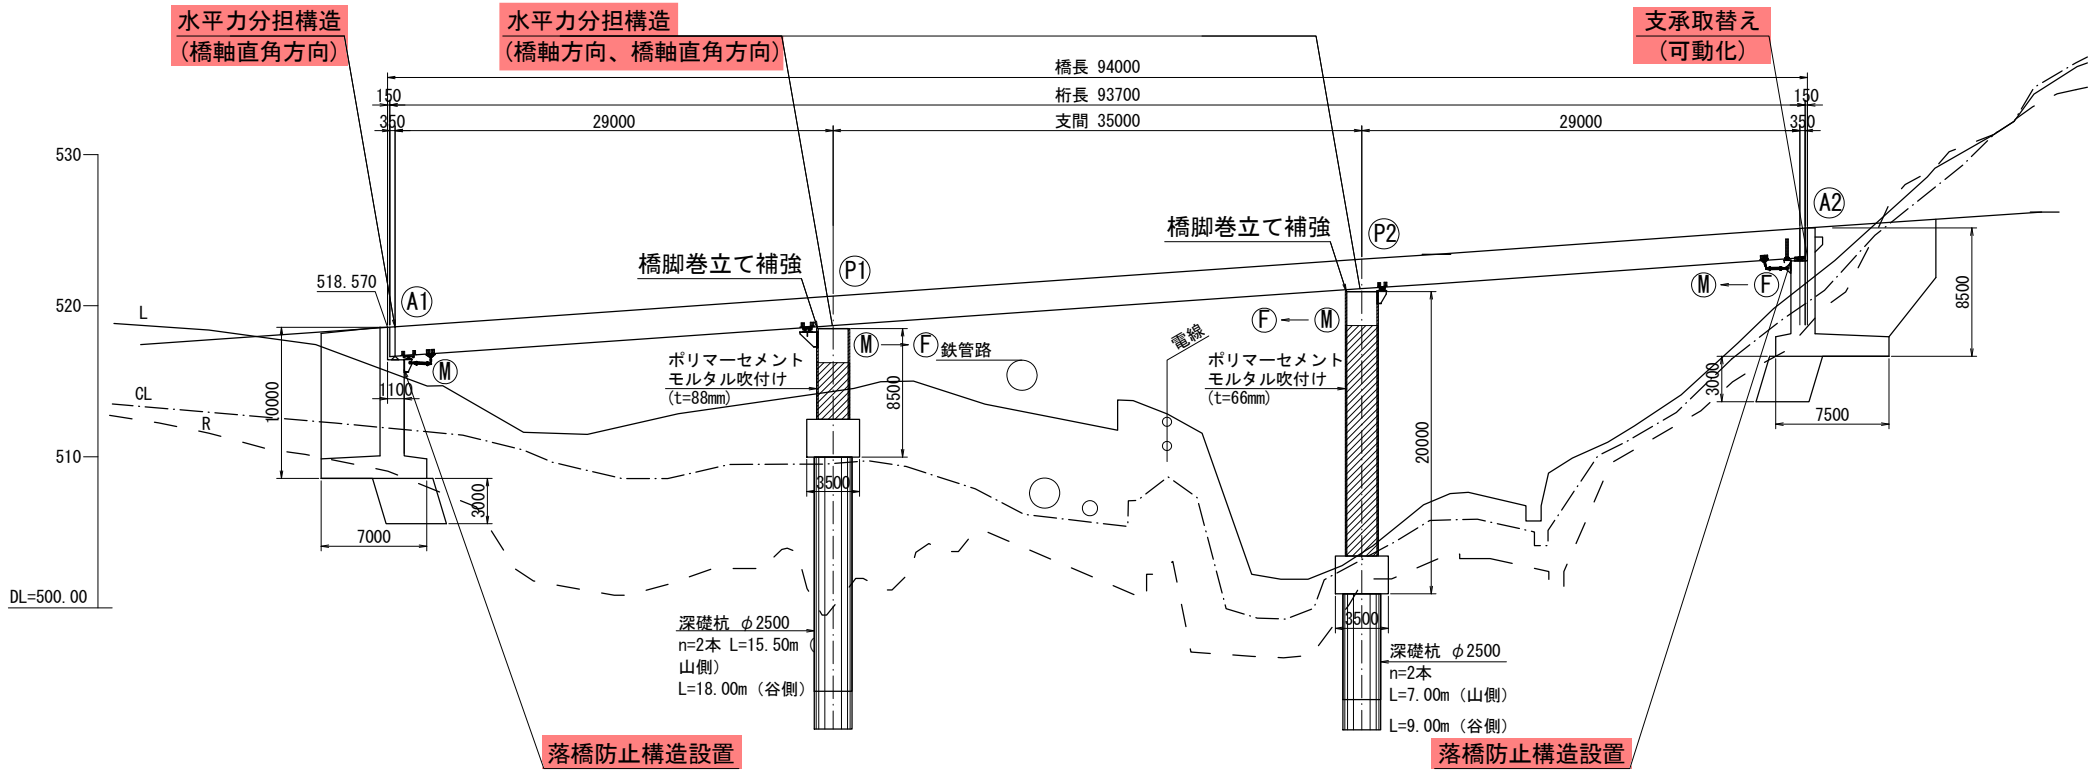 水平力分担構造
(橋軸直角方向)
水平力分担構造
(橋軸方向、橋軸直角方向)
支承取替え
(可動化)
橋長 94000
150
桁長 93700
150
350
29000
支間 35000
29000
350
530
520
510
DL=500.00
518.570
A1
P1
P2
A2
橋脚巻立て補強
橋脚巻立て補強
L
CL
R
M
M
F
鉄管路
電線
F
M
M
F
ポリマーセメント
モルタル吹付け
(t=88mm)
ポリマーセメント
モルタル吹付け
(t=66mm)
1100
10000
3000
7000
8500
3500
20000
3500
8500
3000
7500
深礎杭 φ2500
n=2本 L=15.50m (
山側)
L=18.00m (谷側)
深礎杭 φ2500
n=2本
L=7.00m (山側)
L=9.00m (谷側)
落橋防止構造設置
落橋防止構造設置